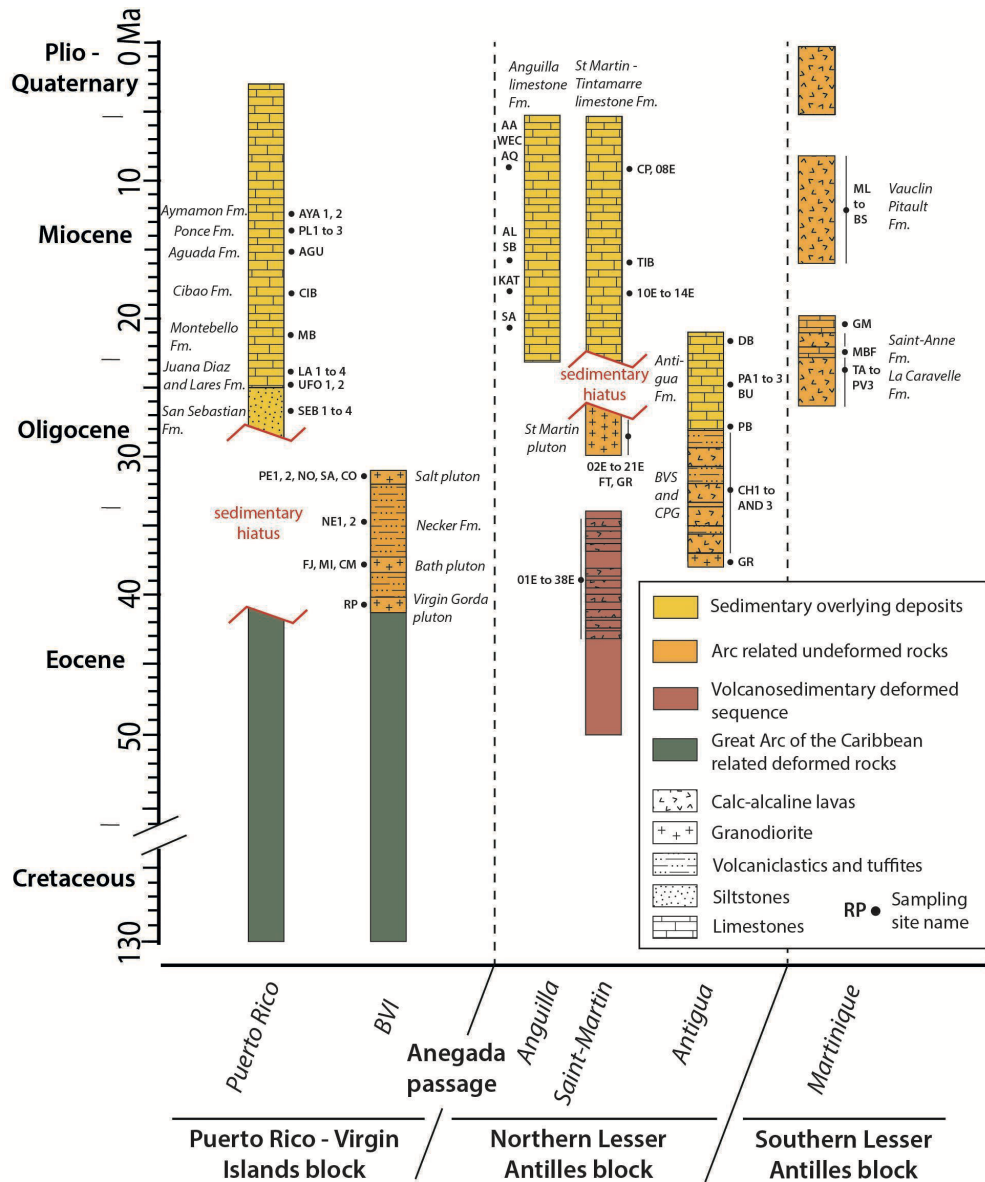 0 Ma
10
20
30
40
50
130
Plio -
Quaternary
Miocene
Oligocene
Eocene
Cretaceous
Aymamon Fm.
Ponce Fm.
Aguada Fm.
Cibao Fm.
Montebello
Fm.
Juana Diaz
and Lares Fm.
San Sebastian
Fm.
AYA 1, 2
PL1 to 3
AGU
CIB
MB
LA 1 to 4
UFO 1, 2
SEB 1 to 4
sedimentary
hiatus
PE1, 2, NO, SA, CO
NE1, 2
FJ, MI, CM
RP
Salt pluton
Necker Fm.
Bath pluton
Virgin Gorda
pluton
Anguilla
limestone
Fm.
AA
WEC
AQ
AL
SB
KAT
SA
St Martin -
Tintamarre
limestone Fm.
CP, 08E
TIB
10E to 14E
sedimentary
hiatus
St Martin
pluton
02E to 21E
FT, GR
01E to 38E
Anti-
gua Fm.
BVS
and
CPG
DB
PA1 to 3
BU
PB
CH1 to
AND 3
GR
ML
to
BS
Vauclin
Pitault
Fm.
GM
MBF
TA to
PV3
Saint-Anne
Fm.
La Caravelle
Fm.
Sedimentary overlying deposits
Arc related undeformed rocks
Volcanosedimentary deformed
sequence
Great Arc of the Caribbean
related deformed rocks
Calc-alcaline lavas
Granodiorite
Volcaniclastics and tuffites
Siltstones
Limestones
RP
Sampling
site name
Puerto Rico
BVI
Anegada
passage
Anguilla
Saint-Martin
Antigua
Martinique
Puerto Rico - Virgin
Islands block
Northern Lesser
Antilles block
Southern Lesser
Antilles block